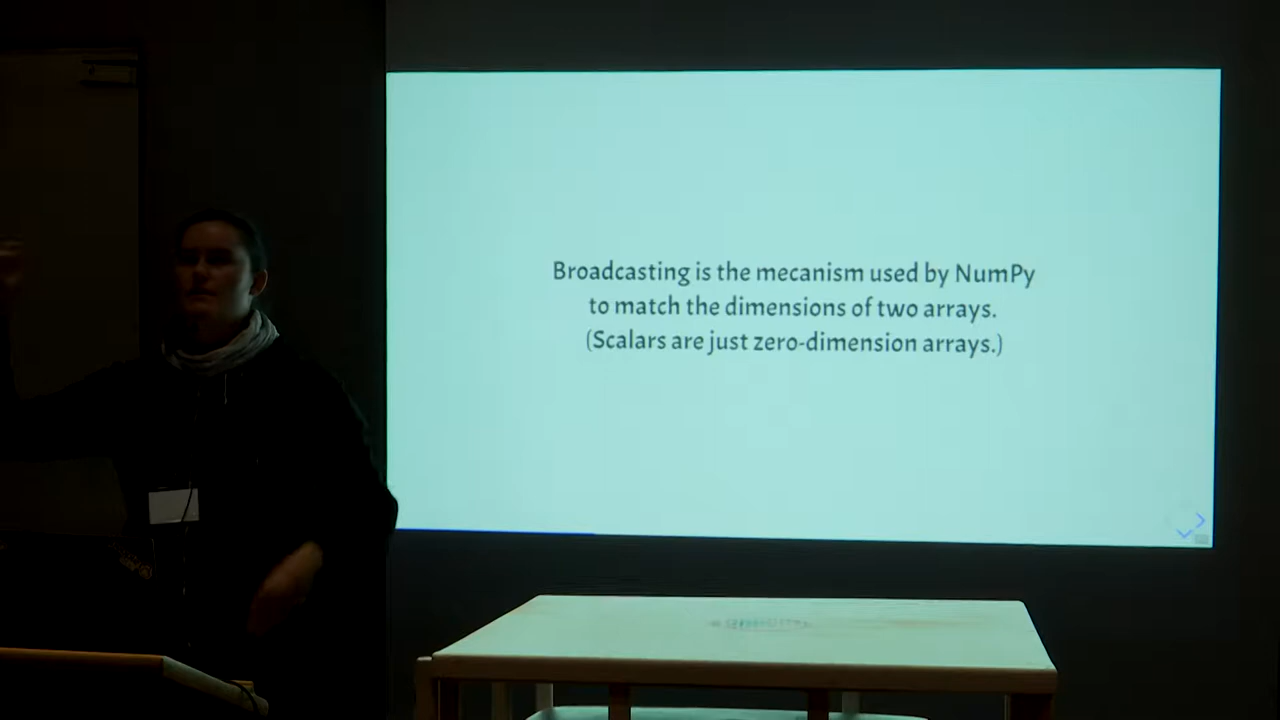 Broadcasting is the mecanism used by NumPy
to match the dimensions of two arrays.
(Scalars are just zero-dimension arrays.)